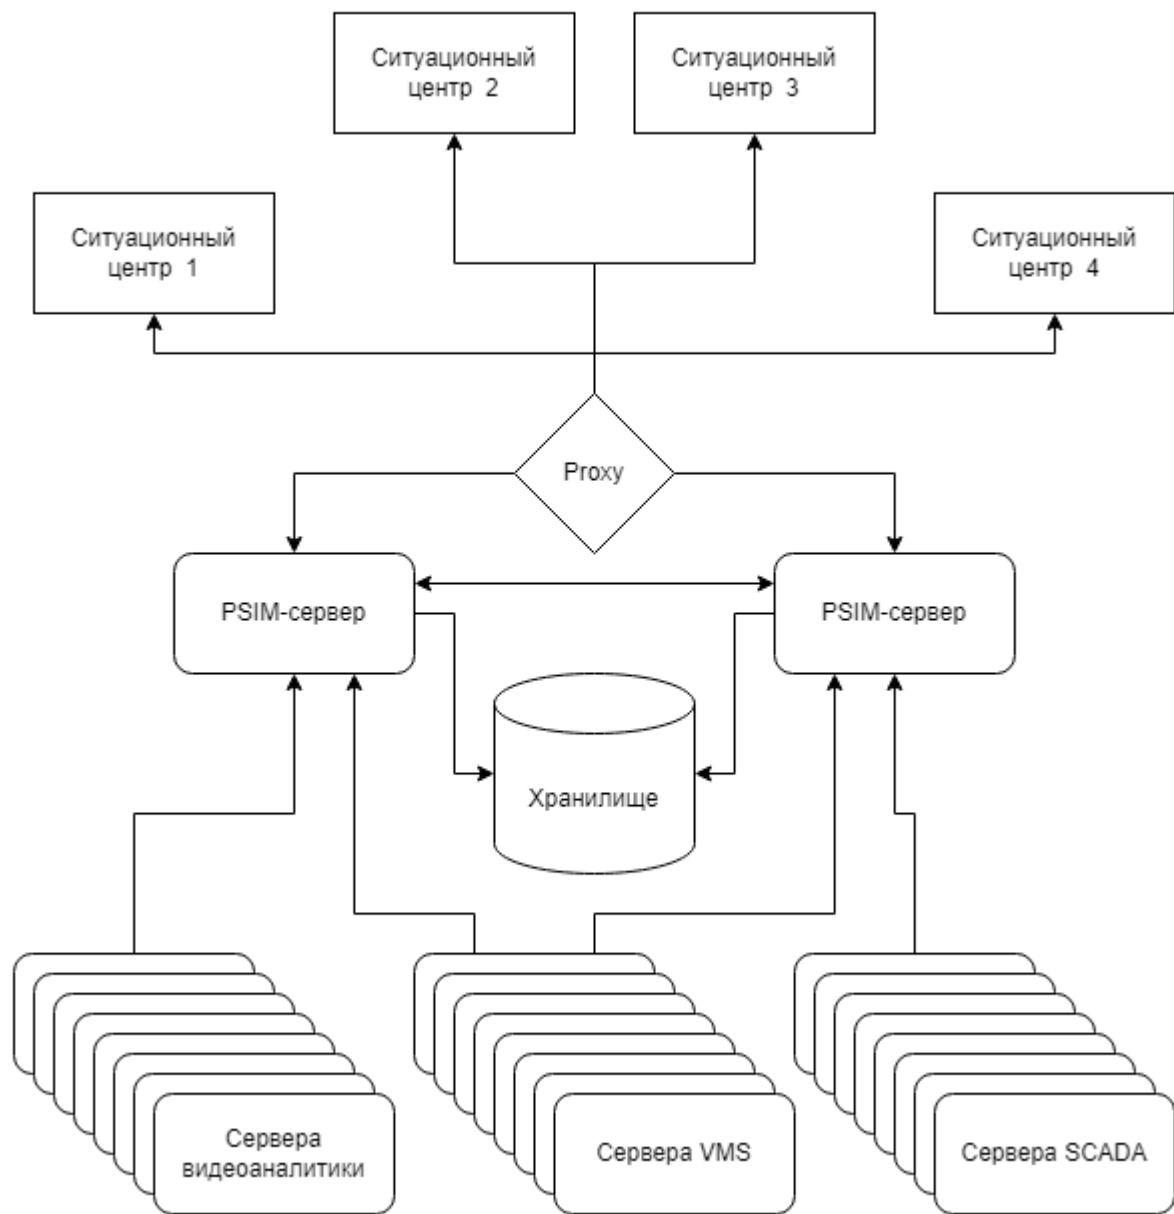 Ситуационный
центр 2
Ситуационный
центр 3
Ситуационный
центр 1
Ситуационный
центр 4
Proxy
PSIM-сервер
PSIM-сервер
Хранилище
Сервера
видеоаналитики
Сервера VMS
Сервера SCADA